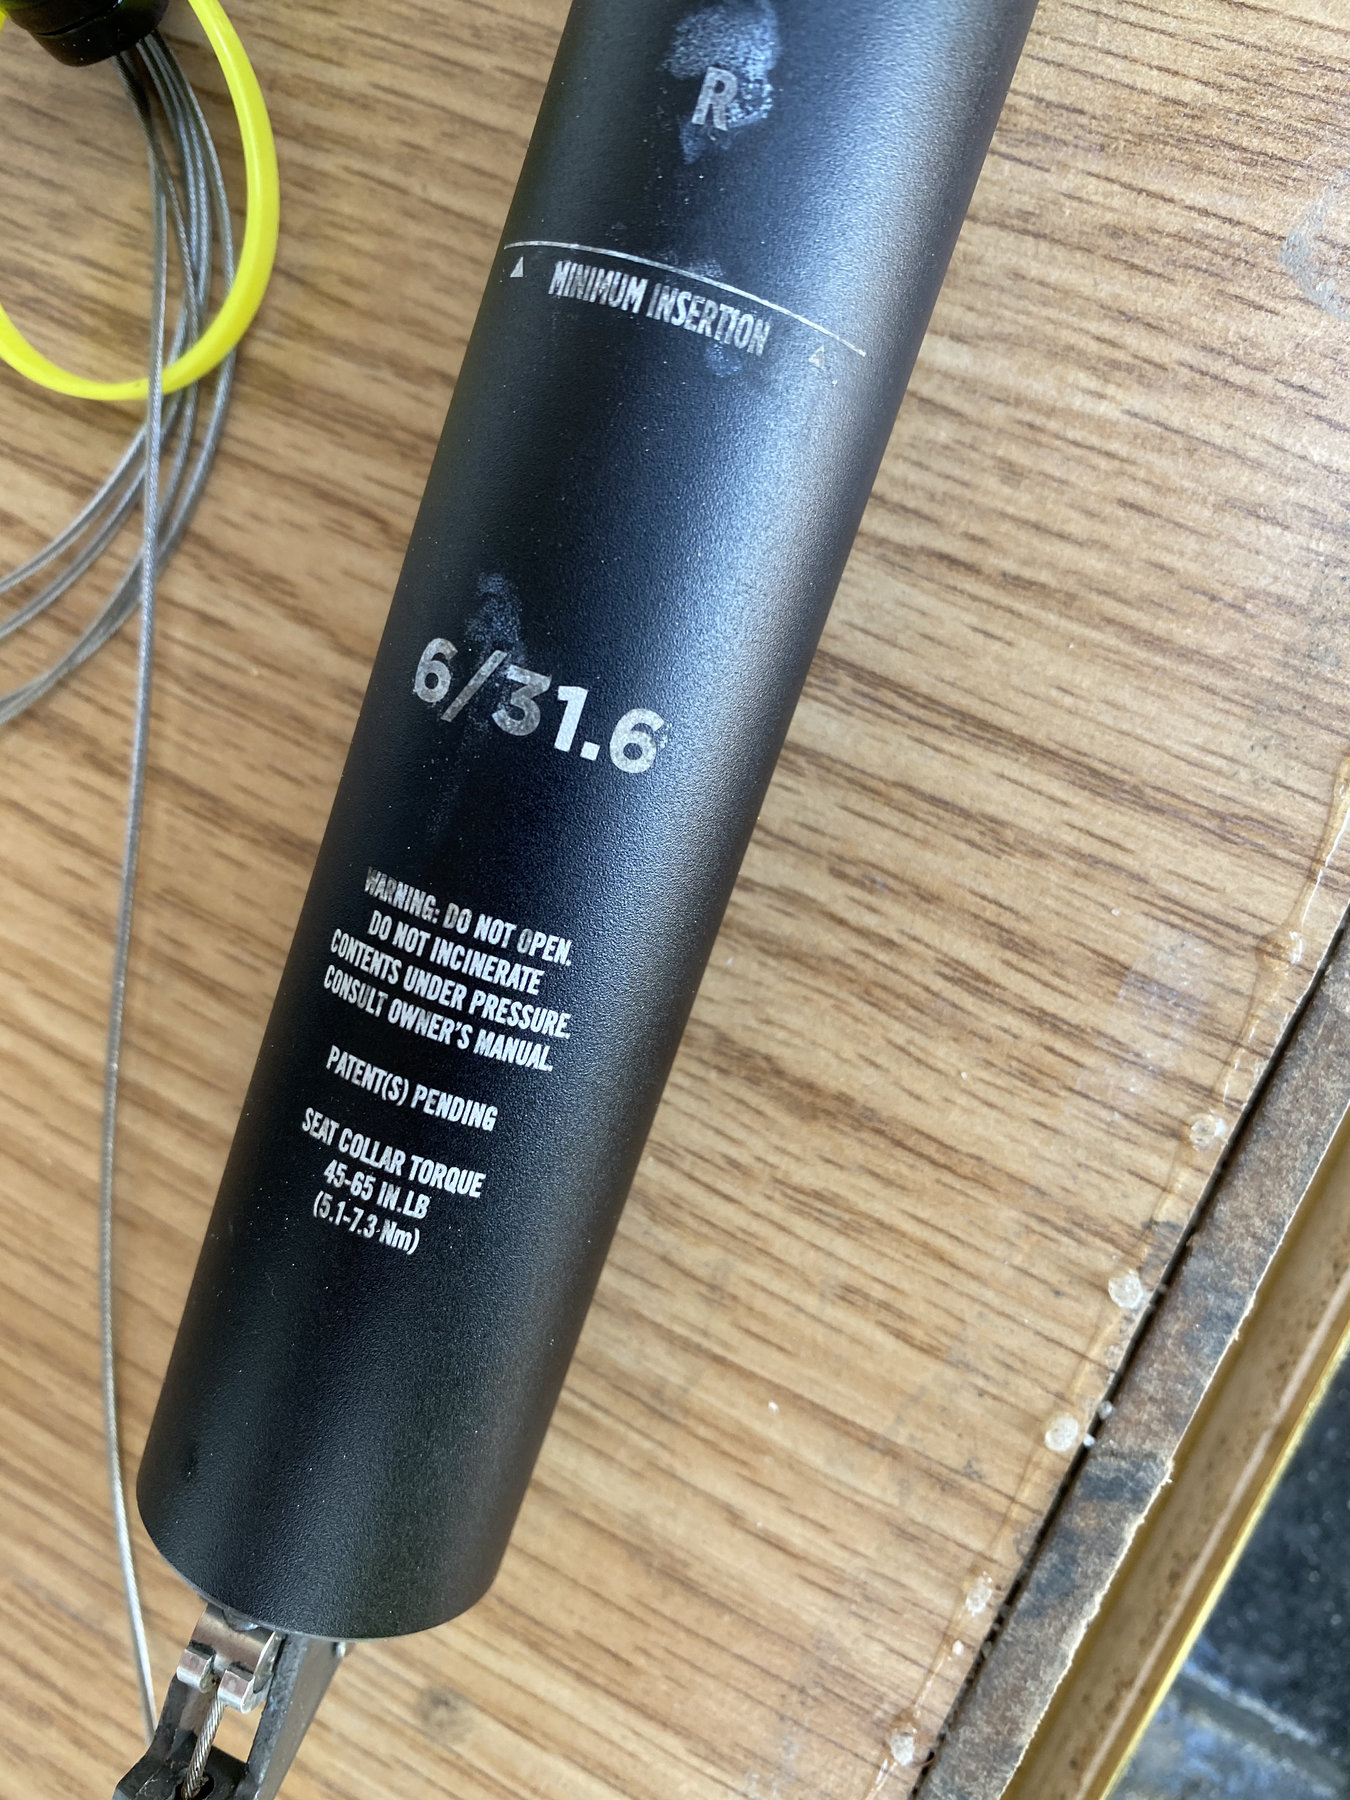 R
MINIMUM INSERTION
6/31.6
WARNING: DO NOT OPEN.
DO NOT INCINERATE
CONTENTS UNDER PRESSURE.
CONSULT OWNER'S MANUAL.
PATENT(S) PENDING
SEAT COLLAR TORQUE
45-65 IN.LB
(5.1-7.3 Nm)